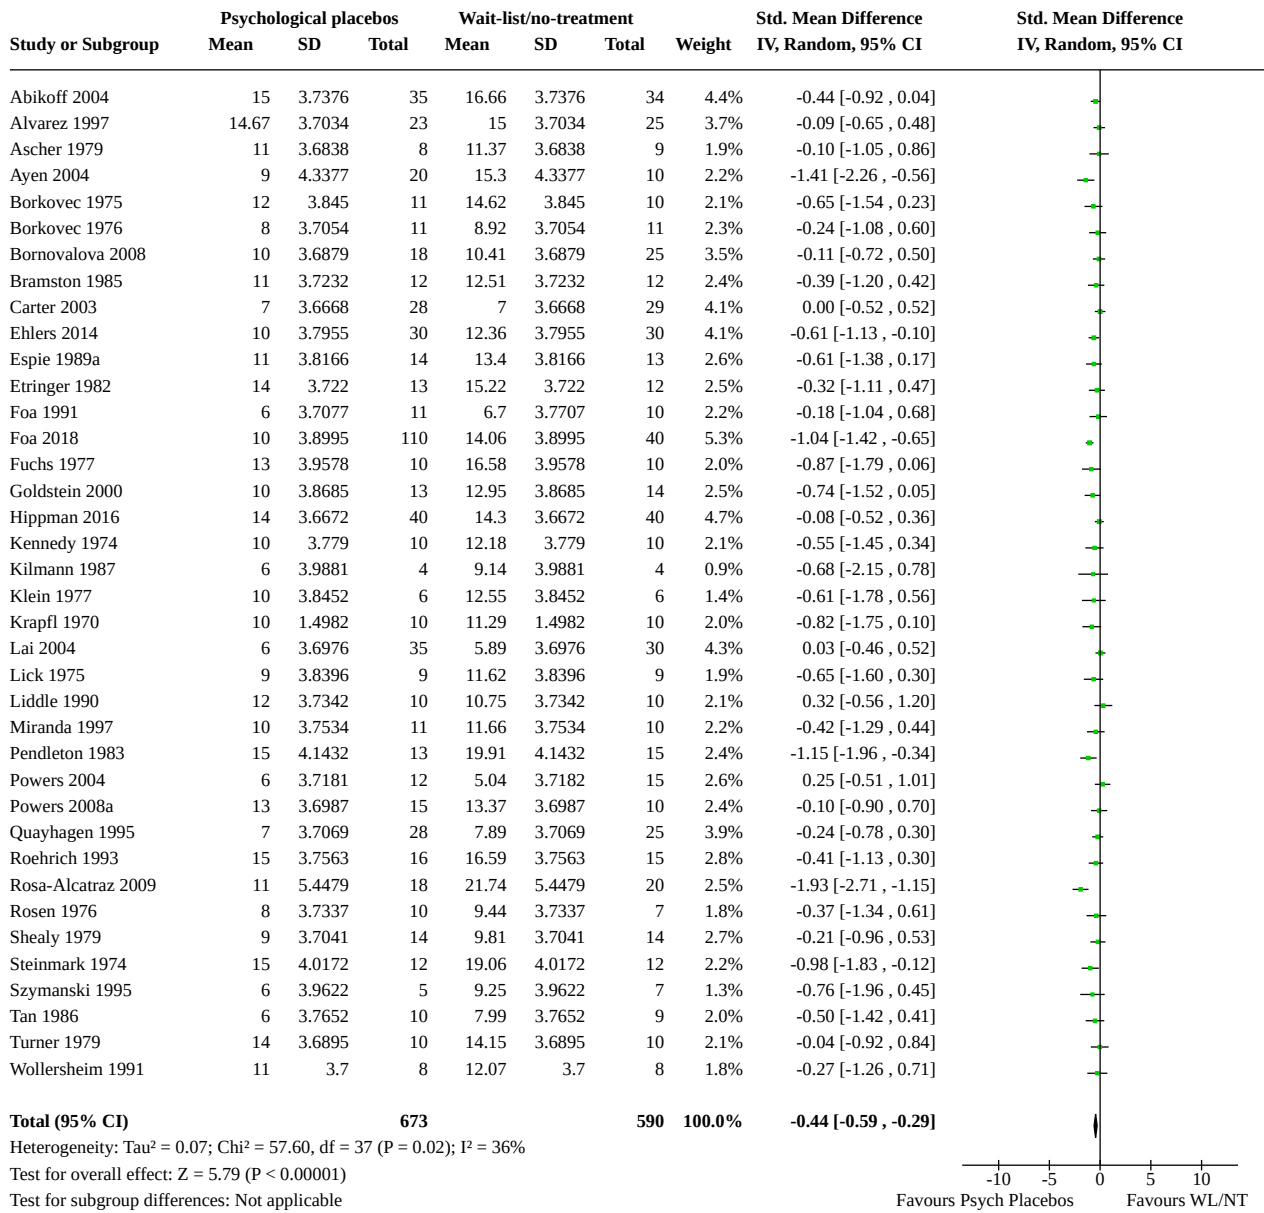 Psychological placebos Wait-list/no-treatment Std. Mean Difference Std. Mean Difference
Study or Subgroup Mean SD Total Mean SD Total Weight IV, Random, 95% CI IV, Random, 95% CI
Abikoff 2004 15 3.7376 35 16.66 3.7376 34 4.4% -0.44 [-0.92 , 0.04]
Alvarez 1997 14.67 3.7034 23 15 3.7034 25 3.7% -0.09 [-0.65 , 0.48]
Ascher 1979 11 3.6838 8 11.37 3.6838 9 1.9% -0.10 [-1.05 , 0.86]
Ayen 2004 9 4.3377 20 15.3 4.3377 10 2.2% -1.41 [-2.26 , -0.56]
Borkovec 1975 12 3.845 11 14.62 3.845 10 2.1% -0.65 [-1.54 , 0.23]
Borkovec 1976 8 3.7054 11 8.92 3.7054 11 2.3% -0.24 [-1.08 , 0.60]
Bornovalova 2008 10 3.6879 18 10.41 3.6879 25 3.5% -0.11 [-0.72 , 0.50]
Bramston 1985 11 3.7232 12 12.51 3.7232 12 2.4% -0.39 [-1.20 , 0.42]
Carter 2003 7 3.6668 28 7 3.6668 29 4.1% 0.00 [-0.52 , 0.52]
Ehlers 2014 10 3.7955 30 12.36 3.7955 30 4.1% -0.61 [-1.13 , -0.10]
Espie 1989a 11 3.8166 14 13.4 3.8166 13 2.6% -0.61 [-1.38 , 0.17]
Etringer 1982 14 3.722 13 15.22 3.722 12 2.5% -0.32 [-1.11 , 0.47]
Foa 1991 6 3.7077 11 6.7 3.7707 10 2.2% -0.18 [-1.04 , 0.68]
Foa 2018 10 3.8995 110 14.06 3.8995 40 5.3% -1.04 [-1.42 , -0.65]
Fuchs 1977 13 3.9578 10 16.58 3.9578 10 2.0% -0.87 [-1.79 , 0.06]
Goldstein 2000 10 3.8685 13 12.95 3.8685 14 2.5% -0.74 [-1.52 , 0.05]
Hippman 2016 14 3.6672 40 14.3 3.6672 40 4.7% -0.08 [-0.52 , 0.36]
Kennedy 1974 10 3.779 10 12.18 3.779 10 2.1% -0.55 [-1.45 , 0.34]
Kilmann 1987 6 3.9881 4 9.14 3.9881 4 0.9% -0.68 [-2.15 , 0.78]
Klein 1977 10 3.8452 6 12.55 3.8452 6 1.4% -0.61 [-1.78 , 0.56]
Krapfl 1970 10 1.4982 10 11.29 1.4982 10 2.0% -0.82 [-1.75 , 0.10]
Lai 2004 6 3.6976 35 5.89 3.6976 30 4.3% 0.03 [-0.46 , 0.52]
Lick 1975 9 3.8396 9 11.62 3.8396 9 1.9% -0.65 [-1.60 , 0.30]
Liddle 1990 12 3.7342 10 10.75 3.7342 10 2.1% 0.32 [-0.56 , 1.20]
Miranda 1997 10 3.7534 11 11.66 3.7534 10 2.2% -0.42 [-1.29 , 0.44]
Pendleton 1983 15 4.1432 13 19.91 4.1432 15 2.4% -1.15 [-1.96 , -0.34]
Powers 2004 6 3.7181 12 5.04 3.7182 15 2.6% 0.25 [-0.51 , 1.01]
Powers 2008a 13 3.6987 15 13.37 3.6987 10 2.4% -0.10 [-0.90 , 0.70]
Quayhagen 1995 7 3.7069 28 7.89 3.7069 25 3.9% -0.24 [-0.78 , 0.30]
Roehrich 1993 15 3.7563 16 16.59 3.7563 15 2.8% -0.41 [-1.13 , 0.30]
Rosa-Alcatraz 2009 11 5.4479 18 21.74 5.4479 20 2.5% -1.93 [-2.71 , -1.15]
Rosen 1976 8 3.7337 10 9.44 3.7337 7 1.8% -0.37 [-1.34 , 0.61]
Shealy 1979 9 3.7041 14 9.81 3.7041 14 2.7% -0.21 [-0.96 , 0.53]
Steinmark 1974 15 4.0172 12 19.06 4.0172 12 2.2% -0.98 [-1.83 , -0.12]
Szymanski 1995 6 3.9622 5 9.25 3.9622 7 1.3% -0.76 [-1.96 , 0.45]
Tan 1986 6 3.7652 10 7.99 3.7652 9 2.0% -0.50 [-1.42 , 0.41]
Turner 1979 14 3.6895 10 14.15 3.6895 10 2.1% -0.04 [-0.92 , 0.84]
Wollersheim 1991 11 3.7 8 12.07 3.7 8 1.8% -0.27 [-1.26 , 0.71]
Total (95% CI) 673 590 100.0% -0.44 [-0.59 , -0.29]
Heterogeneity: Tau² = 0.07; Chi² = 57.60, df = 37 (P = 0.02); I² = 36%
Test for overall effect: Z = 5.79 (P < 0.00001) -10 -5 0 5 10
Test for subgroup differences: Not applicable Favours Psych Placebos Favours WL/NT